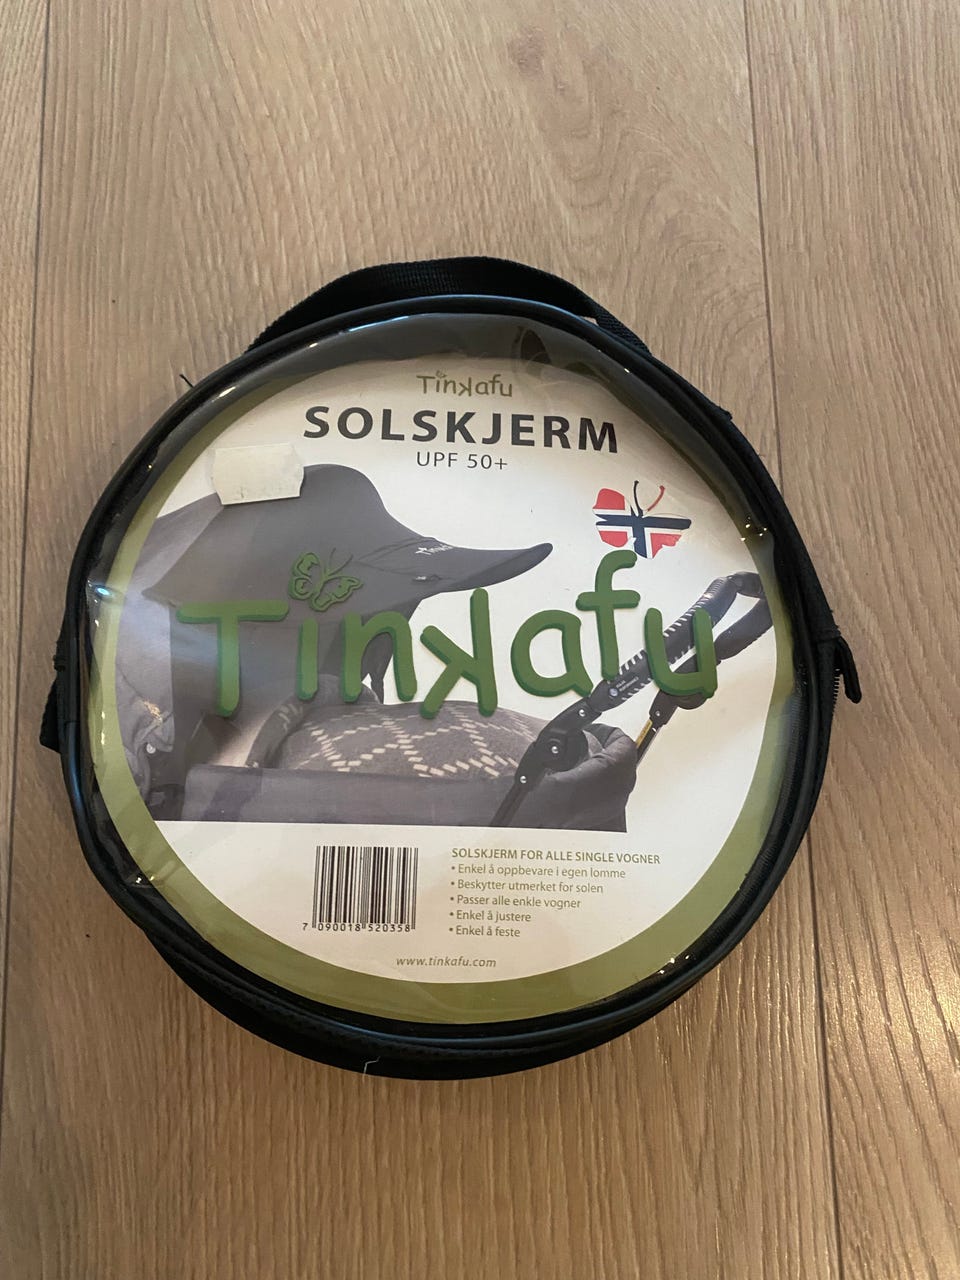 Tinkafu
SOLSKJERM
UPF 50+
Tinkafu
SOLSKJERM FOR ALLE SINGLE VOGNER
• Enkel å oppbevare i egen lomme
• Beskytter utmerket for solen
• Passer alle enkle vogner
• Enkel å justere
• Enkel å feste
7 090018 520358
www.tinkafu.com